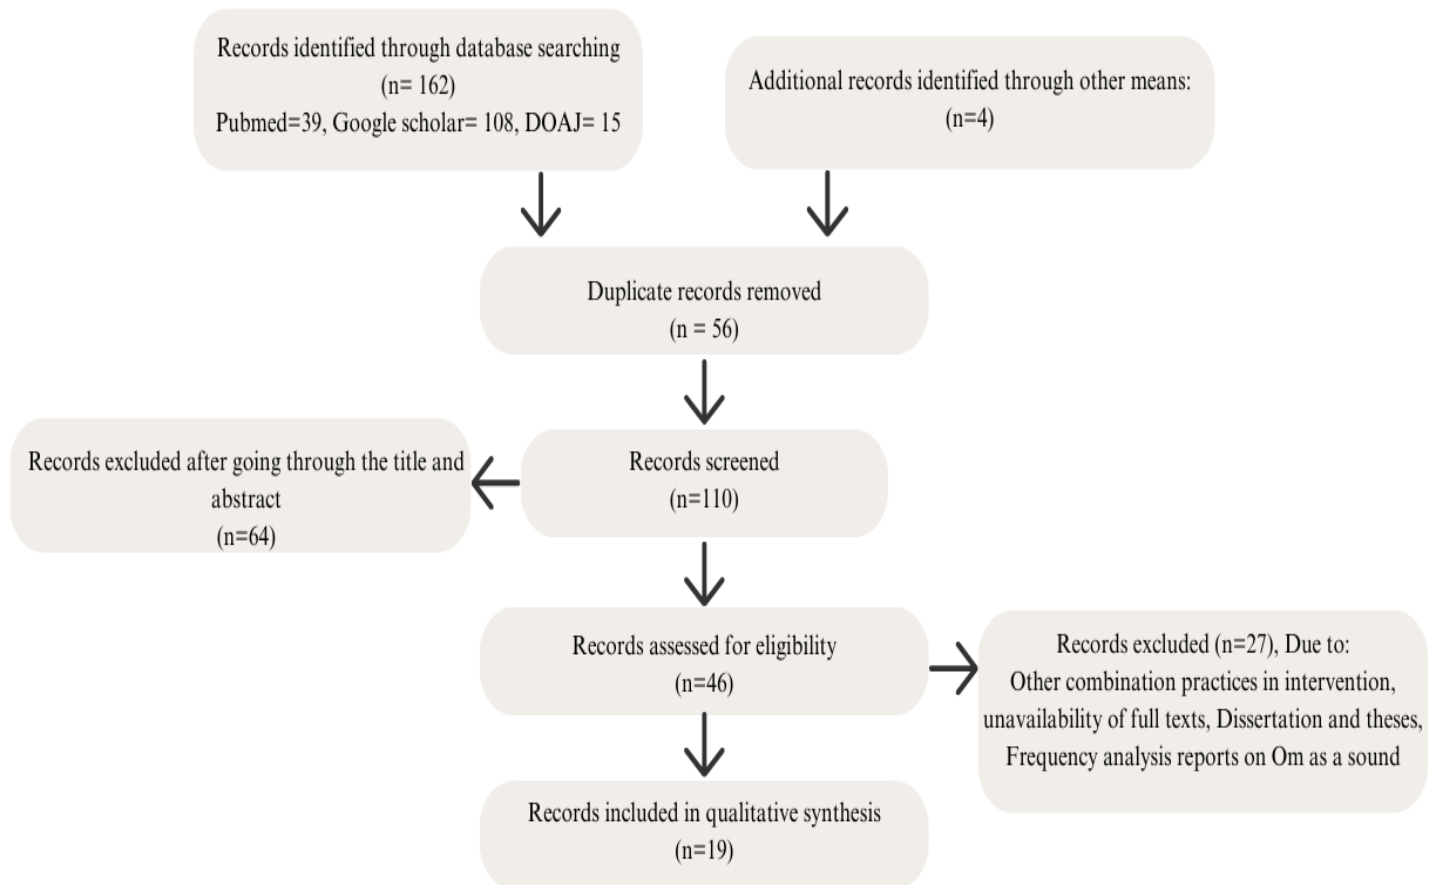 Records identified through database searching
(n= 162)
Pubmed=39, Google scholar= 108, DOAJ= 15
Additional records identified through other means:
(n=4)
Duplicate records removed
(n = 56)
Records screened
(n=110)
Records excluded after going through the title and
abstract
(n=64)
Records assessed for eligibility
(n=46)
Records excluded (n=27), Due to:
Other combination practices in intervention,
unavailability of full texts, Dissertation and theses,
Frequency analysis reports on Om as a sound
Records included in qualitative synthesis
(n=19)